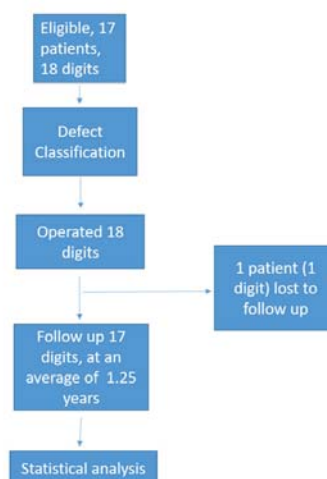 Eligible, 17
patients,
18 digits
Defect
Classification
Operated 18
digits
1 patient (1
digit) lost to
follow up
Follow up 17
digits, at an
average of 1.25
years
Statistical analysis